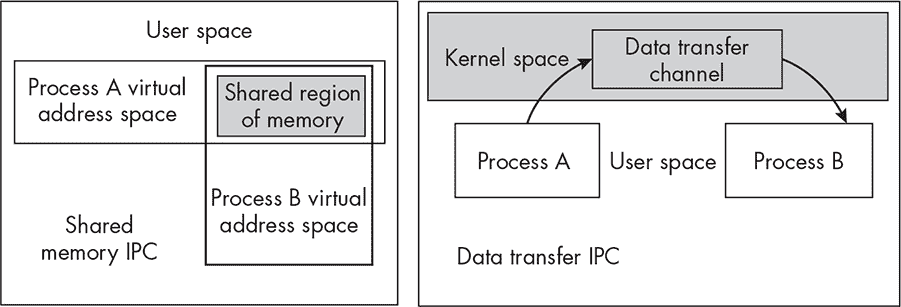 User space
Process A virtual
address space
Shared region
of memory
Process B virtual
address space
Shared
memory IPC
Kernel space
Data transfer
channel
Process A
User space
Process B
Data transfer IPC